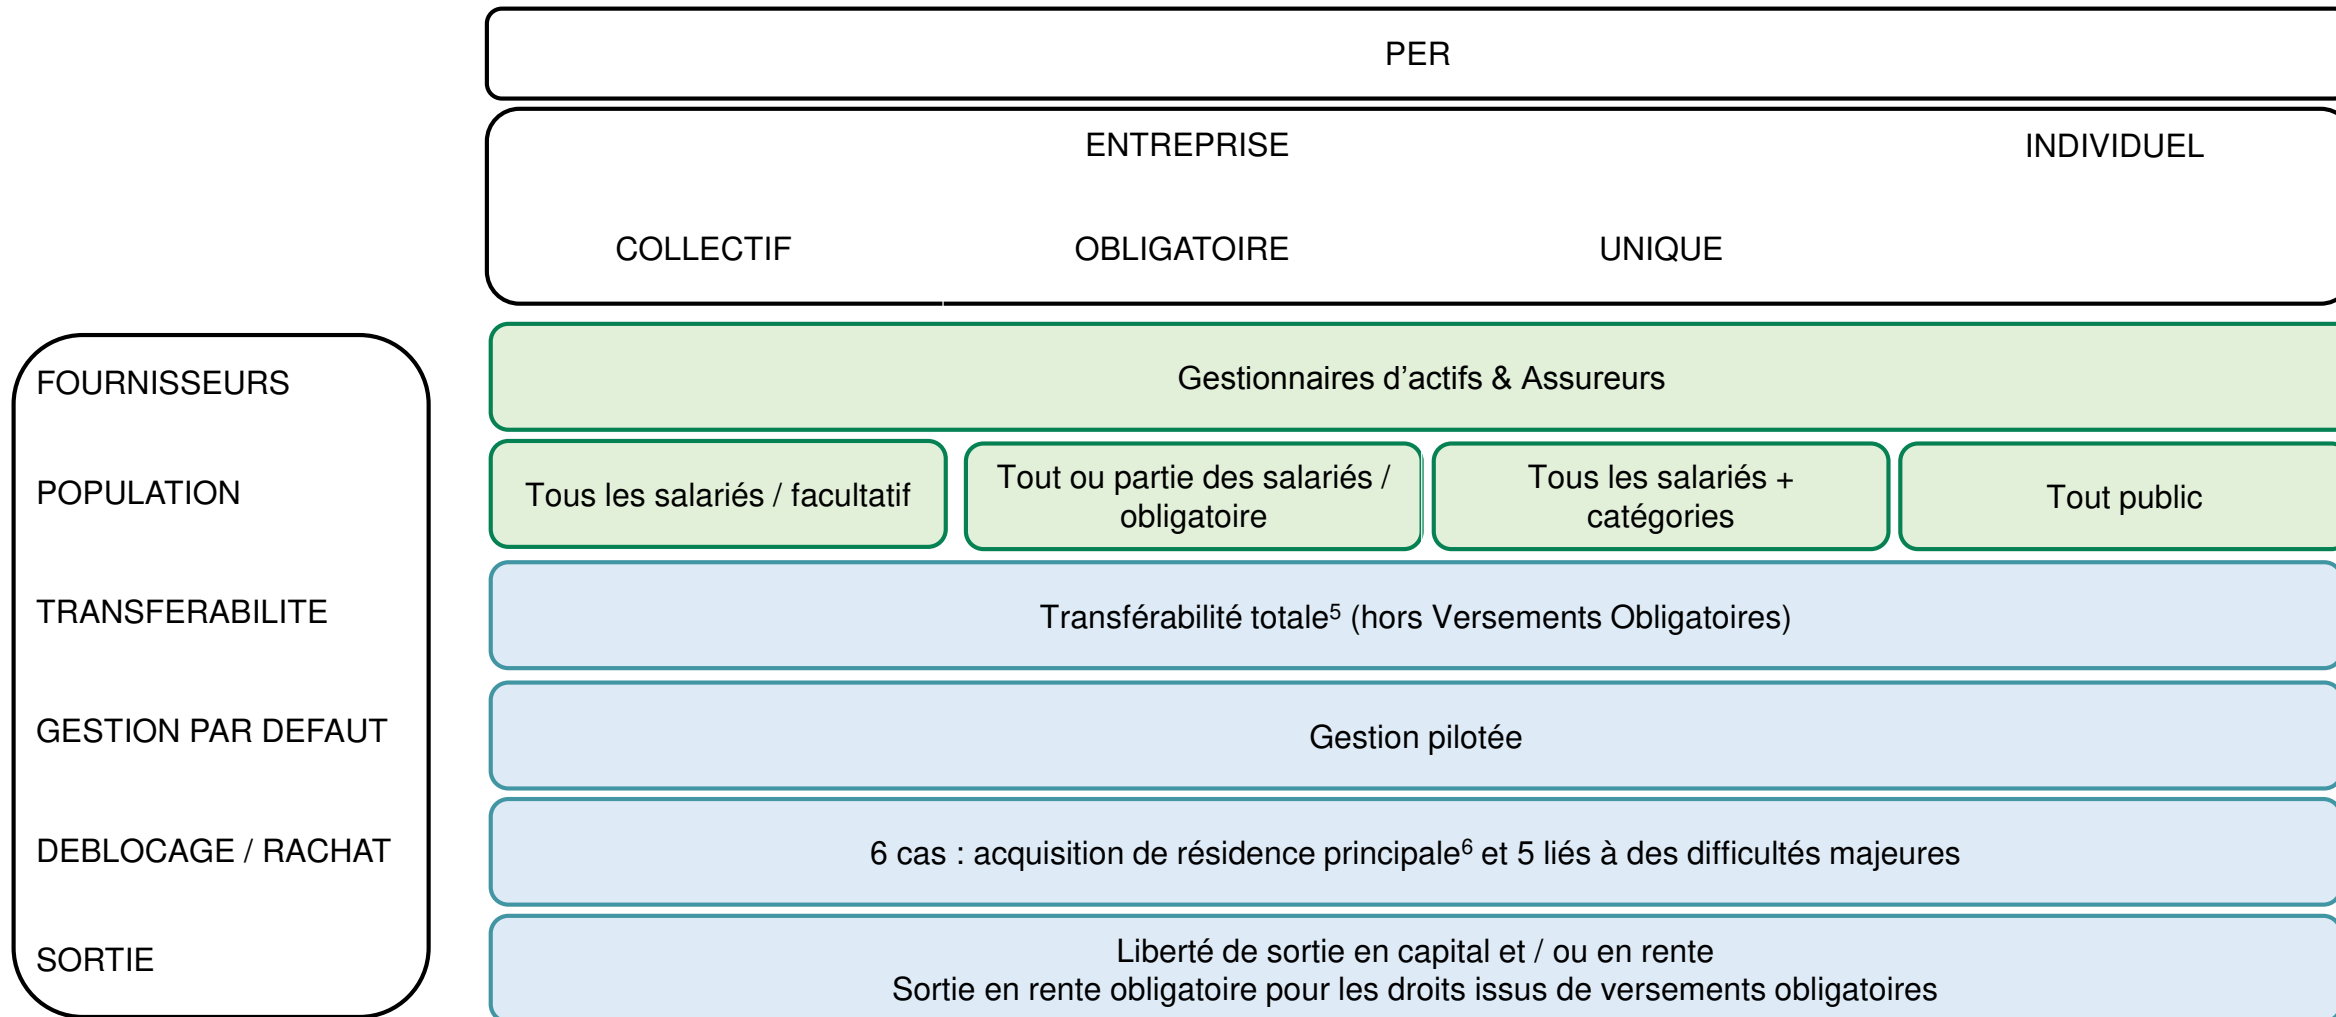 PER
ENTREPRISE
INDIVIDUEL
COLLECTIF
OBLIGATOIRE
UNIQUE
FOURNISSEURS
Gestionnaires d’actifs & Assureurs
POPULATION
Tous les salariés / facultatif
Tout ou partie des salariés /
obligatoire
Tous les salariés +
catégories
Tout public
TRANSFERABILITE
Transférabilité totale⁵ (hors Versements Obligatoires)
GESTION PAR DEFAUT
Gestion pilotée
DEBLOCAGE / RACHAT
6 cas : acquisition de résidence principale⁶ et 5 liés à des difficultés majeures
SORTIE
Liberté de sortie en capital et / ou en rente
Sortie en rente obligatoire pour les droits issus de versements obligatoires